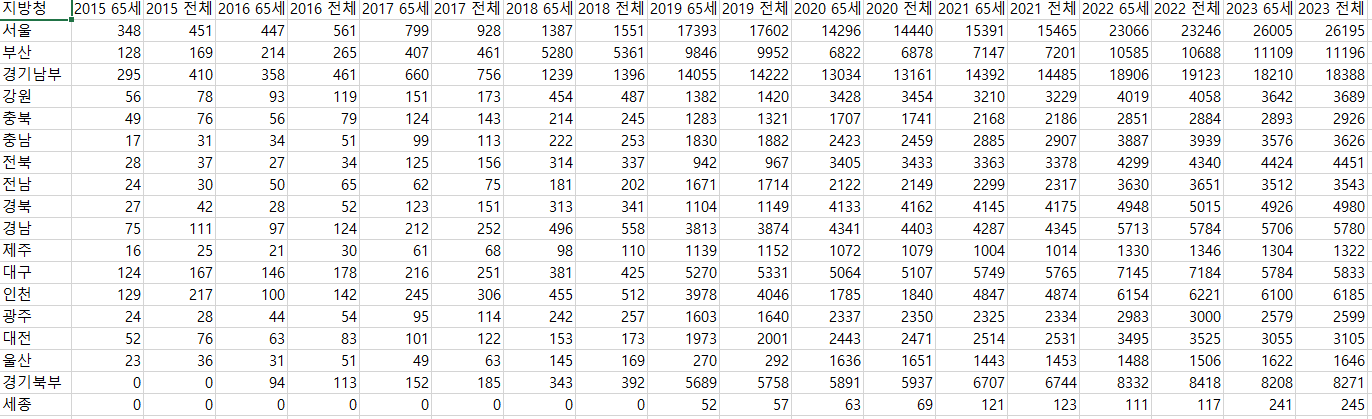 지방청 2015 65세 2015 전체 2016 65세 2016 전체 2017 65세 2017 전체 2018 65세 2018 전체 2019 65세 2019 전체 2020 65세 2020 전체 2021 65세 2021 전체 2022 65세 2022 전체 2023 65세 2023 전체
서울 348 451 447 561 799 928 1387 1551 17393 17602 14296 14440 15391 15465 23066 23246 26005 26195
부산 128 169 214 265 407 461 5280 5361 9846 9952 6822 6878 7147 7201 10585 10688 11109 11196
경기남부 295 410 358 461 660 756 1239 1396 14055 14222 13034 13161 14392 14485 18906 19123 18210 18388
강원 56 78 93 119 151 173 454 487 1382 1420 3428 3454 3210 3229 4019 4058 3642 3689
충북 49 76 56 79 124 143 214 245 1283 1321 1707 1741 2168 2186 2851 2884 2893 2926
충남 17 31 34 51 99 113 222 253 1830 1882 2423 2459 2885 2907 3887 3939 3576 3626
전북 28 37 27 34 125 156 314 337 942 967 3405 3433 3363 3378 4299 4340 4424 4451
전남 24 30 50 65 62 75 181 202 1671 1714 2122 2149 2299 2317 3630 3651 3512 3543
경북 27 42 28 52 123 151 313 341 1104 1149 4133 4162 4145 4175 4948 5015 4926 4980
경남 75 111 97 124 212 252 496 558 3813 3874 4341 4403 4287 4345 5713 5784 5706 5780
제주 16 25 21 30 61 68 98 110 1139 1152 1072 1079 1004 1014 1330 1346 1304 1322
대구 124 167 146 178 216 251 381 425 5270 5331 5064 5107 5749 5765 7145 7184 5784 5833
인천 129 217 100 142 245 306 455 512 3978 4046 1785 1840 4847 4874 6154 6221 6100 6185
광주 24 28 44 54 95 114 242 257 1603 1640 2337 2350 2325 2334 2983 3000 2579 2599
대전 52 76 63 83 101 122 153 173 1973 2001 2443 2471 2514 2531 3495 3525 3055 3105
울산 23 36 31 51 49 63 145 169 270 292 1636 1651 1443 1453 1488 1506 1622 1646
경기북부 0 0 94 113 152 185 343 392 5689 5758 5891 5937 6707 6744 8332 8418 8208 8271
세종 0 0 0 0 0 0 0 0 52 57 63 69 121 123 111 117 241 245